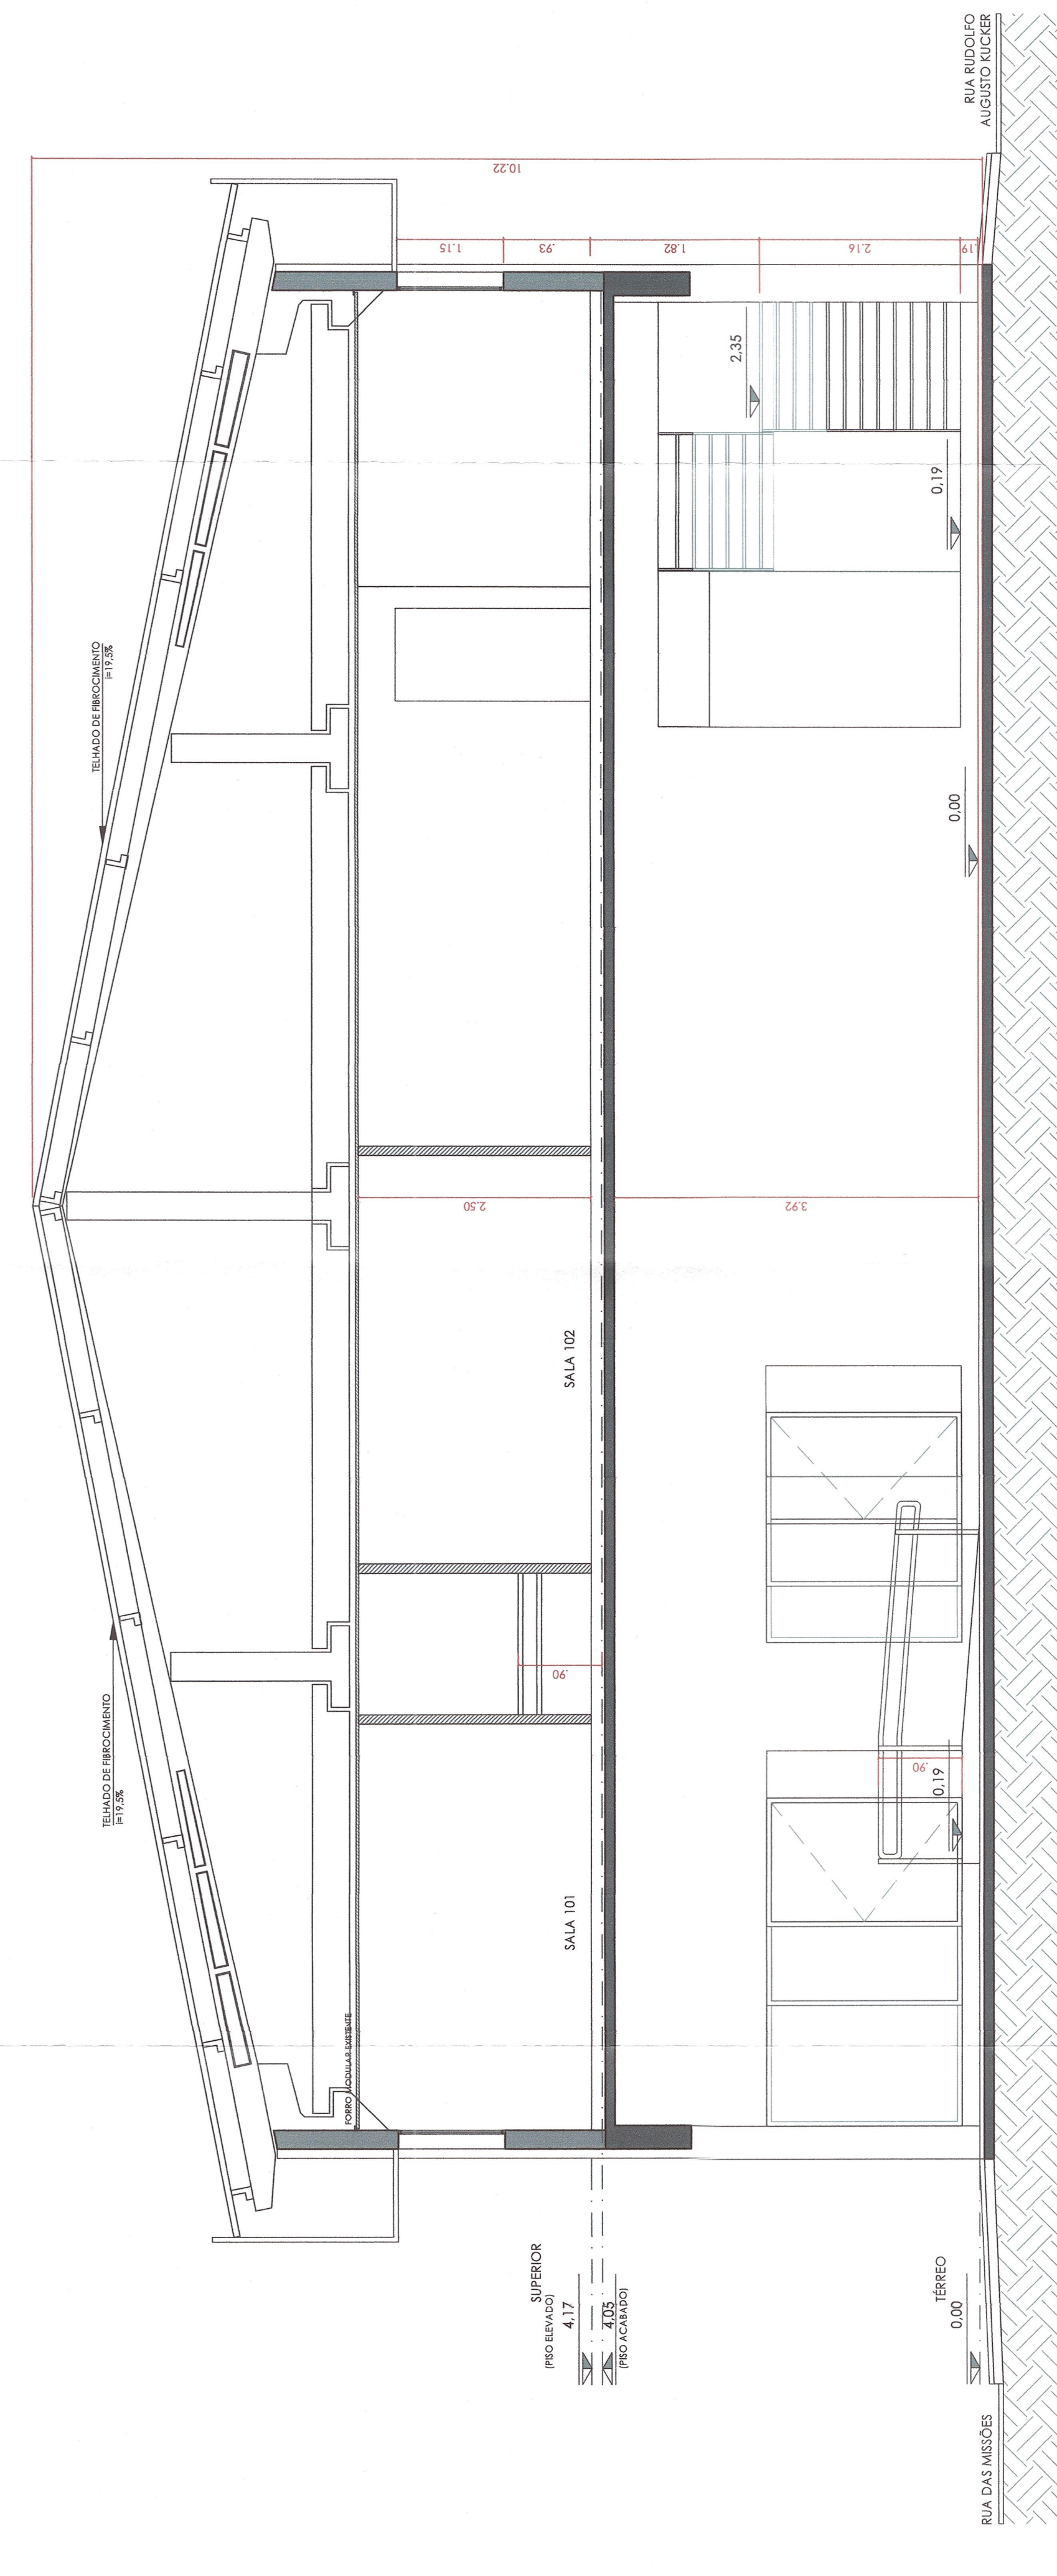 TELHADO DE FIBROCIMENTO
i=19,5%
TELHADO DE FIBROCIMENTO
i=19,5%
10.22
FORRO MODULAR EXISTENTE
1.15
.93
1.82
2.16
.19
2.50
3.92
SALA 101
SALA 102
.90
SUPERIOR
(PISO ELEVADO)
4,17
4,05
(PISO ACABADO)
2,35
0,19
0,00
.90
0,19
TÉRREO
0,00
RUA DAS MISSÕES
RUA RUDOLFO
AUGUSTO KUCKER